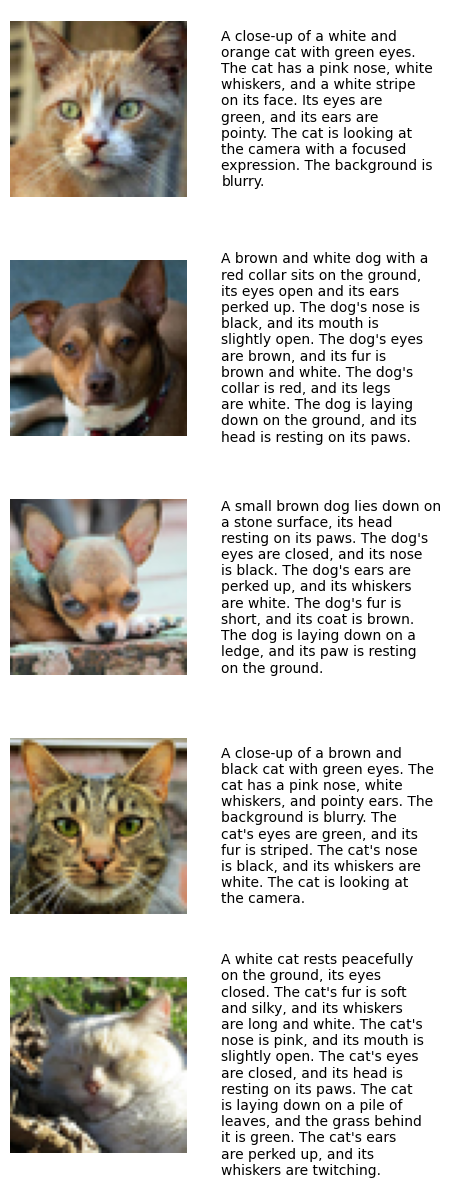 A close-up of a white and
orange cat with green eyes.
The cat has a pink nose, white
whiskers, and a white stripe
on its face. Its eyes are
green, and its ears are
pointy. The cat is looking at
the camera with a focused
expression. The background is
blurry.
A brown and white dog with a
red collar sits on the ground,
its eyes open and its ears
perked up. The dog's nose is
black, and its mouth is
slightly open. The dog's eyes
are brown, and its fur is
brown and white. The dog's
collar is red, and its legs
are white. The dog is laying
down on the ground, and its
head is resting on its paws.
A small brown dog lies down on
a stone surface, its head
resting on its paws. The dog's
eyes are closed, and its nose
is black. The dog's ears are
perked up, and its whiskers
are white. The dog's fur is
short, and its coat is brown.
The dog is laying down on a
ledge, and its paw is resting
on the ground.
A close-up of a brown and
black cat with green eyes. The
cat has a pink nose, white
whiskers, and pointy ears. The
background is blurry. The
cat's eyes are green, and its
fur is striped. The cat's nose
is black, and its whiskers are
white. The cat is looking at
the camera.
A white cat rests peacefully
on the ground, its eyes
closed. The cat's fur is soft
and silky, and its whiskers
are long and white. The cat's
nose is pink, and its mouth is
slightly open. The cat's eyes
are closed, and its head is
resting on its paws. The cat
is laying down on a pile of
leaves, and the grass behind
it is green. The cat's ears
are perked up, and its
whiskers are twitching.